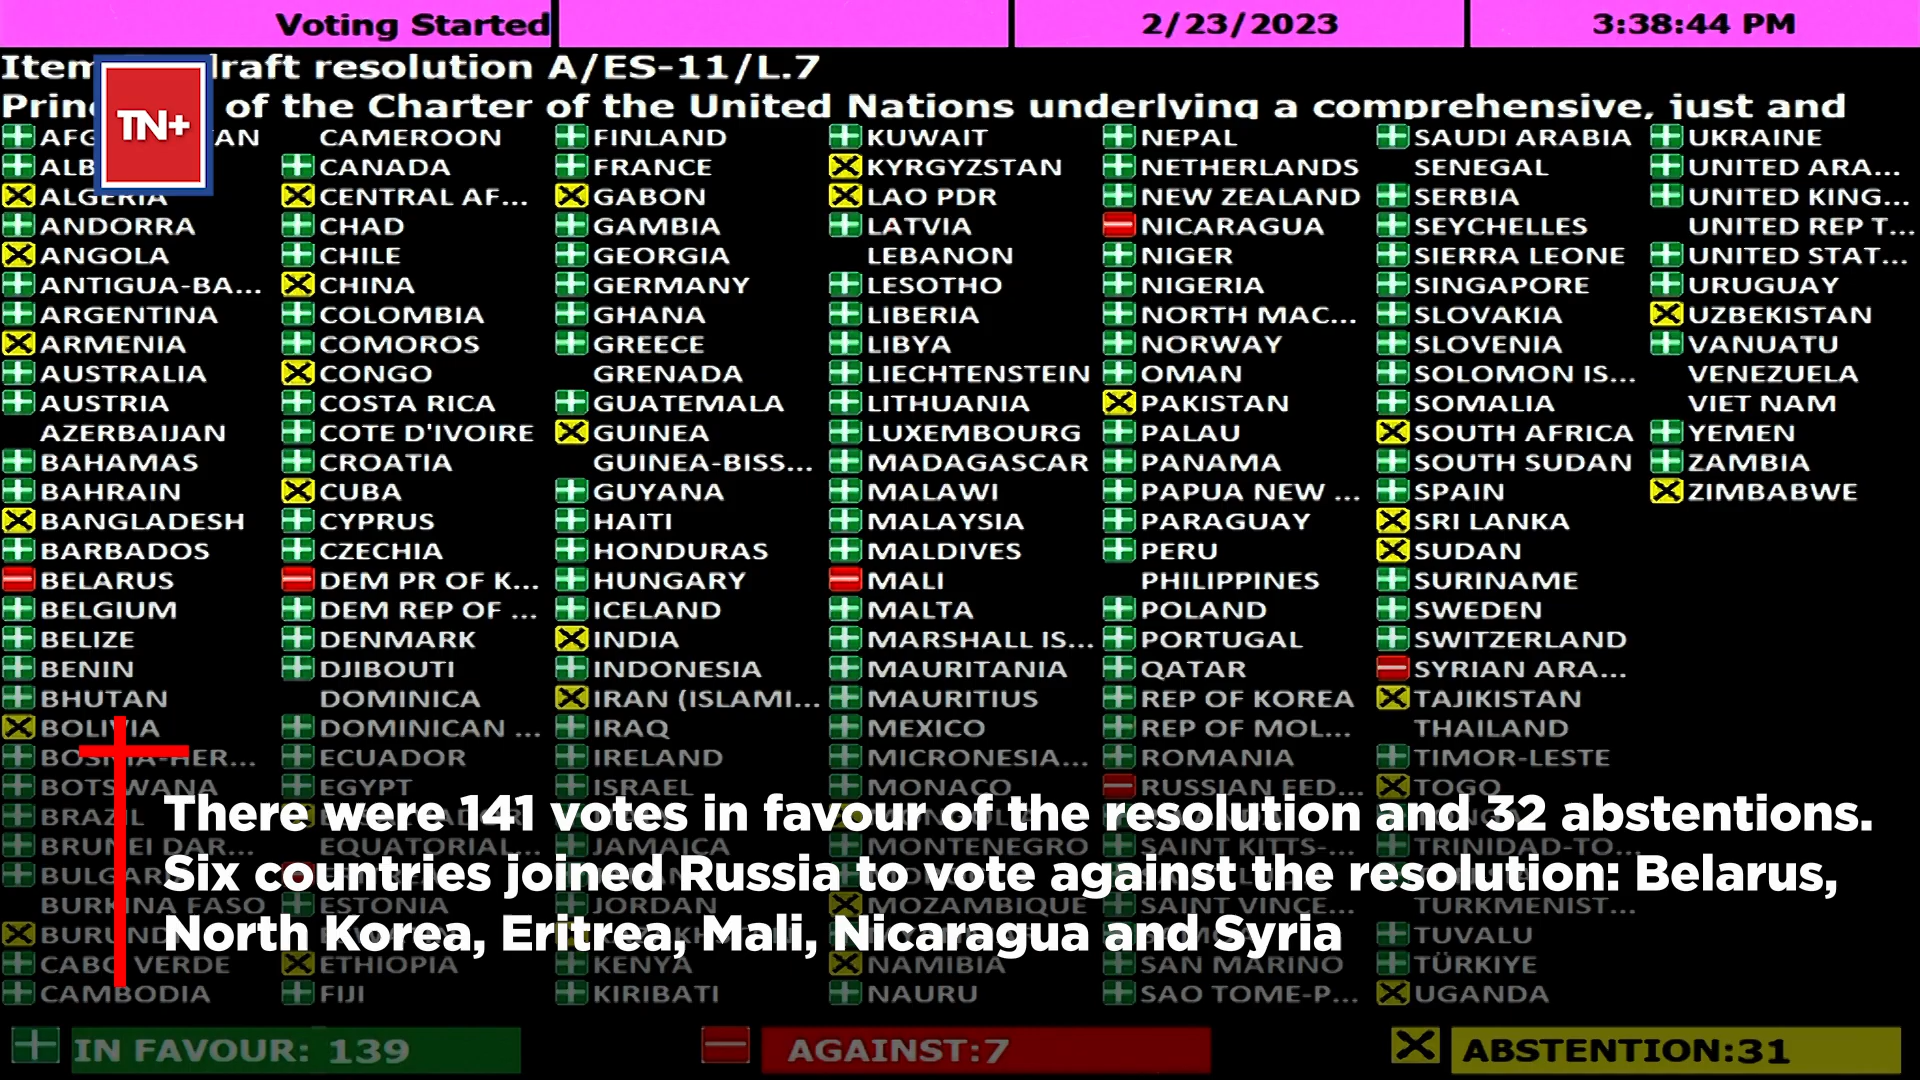 Voting Started 2/23/2023 3:38:44 PM
Item draft resolution A/ES-11/L.7
of the Charter of the United Nations underlying a comprehensive, just and
TN+
ALGERIA
ANDORRA
ANGOLA
ANTIGUA-BA...
ARGENTINA
ARMENIA
AUSTRALIA
AUSTRIA
AZERBAIJAN
BAHAMAS
BAHRAIN
BANGLADESH
BARBADOS
BELARUS
BELGIUM
BELIZE
BENIN
BHUTAN
BOLIVIA
BOSNIA-HER...
BOTSWANA
BRAZIL
BRUNEI DAR...
BULGARIA
BURKINA FASO
BURUNDI
CABO VERDE
CAMBODIA
CAMEROON
CANADA
CENTRAL AF...
CHAD
CHILE
CHINA
COLOMBIA
COMOROS
CONGO
COSTA RICA
COTE D'IVOIRE
CROATIA
CUBA
CYPRUS
CZECHIA
DEM PR OF K...
DEM REP OF ...
DENMARK
DJIBOUTI
DOMINICA
DOMINICAN ...
ECUADOR
EGYPT
EQUATORIAL...
ESTONIA
ETHIOPIA
FIJI
FINLAND
FRANCE
GABON
GAMBIA
GEORGIA
GERMANY
GHANA
GREECE
GRENADA
GUATEMALA
GUINEA
GUINEA-BISS...
GUYANA
HAITI
HONDURAS
HUNGARY
ICELAND
INDIA
INDONESIA
IRAN (ISLAMI...
IRAQ
IRELAND
ISRAEL
JAMAICA
JORDAN
KENYA
KIRIBATI
KUWAIT
KYRGYZSTAN
LAO PDR
LATVIA
LEBANON
LESOTHO
LIBERIA
LIBYA
LIECHTENSTEIN
LITHUANIA
LUXEMBOURG
MADAGASCAR
MALAWI
MALAYSIA
MALDIVES
MALI
MALTA
MARSHALL IS...
MAURITANIA
MAURITIUS
MEXICO
MICRONESIA...
MONACO
MONTENEGRO
MOZAMBIQUE
NAMIBIA
NAURU
NEPAL
NETHERLANDS
NEW ZEALAND
NICARAGUA
NIGER
NIGERIA
NORTH MAC...
NORWAY
OMAN
PAKISTAN
PALAU
PANAMA
PAPUA NEW ...
PARAGUAY
PERU
PHILIPPINES
POLAND
PORTUGAL
QATAR
REP OF KOREA
REP OF MOL...
ROMANIA
RUSSIAN FED...
SAINT KITTS-...
SAINT VINCE...
SAN MARINO
SAO TOME-P...
SAUDI ARABIA
SENEGAL
SERBIA
SEYCHELLES
SIERRA LEONE
SINGAPORE
SLOVAKIA
SLOVENIA
SOLOMON IS...
SOMALIA
SOUTH AFRICA
SOUTH SUDAN
SPAIN
SRI LANKA
SUDAN
SURINAME
SWEDEN
SWITZERLAND
SYRIAN ARA...
TAJIKISTAN
THAILAND
TIMOR-LESTE
TOGO
TRINIDAD-TO...
TURKMENIST...
TUVALU
TÜRKIYE
UGANDA
UKRAINE
UNITED ARA...
UNITED KING...
UNITED REP T...
UNITED STAT...
URUGUAY
UZBEKISTAN
VANUATU
VENEZUELA
VIET NAM
YEMEN
ZAMBIA
ZIMBABWE
There were 141 votes in favour of the resolution and 32 abstentions.
Six countries joined Russia to vote against the resolution: Belarus,
North Korea, Eritrea, Mali, Nicaragua and Syria
IN FAVOUR: 139 AGAINST:7 ABSTENTION:31